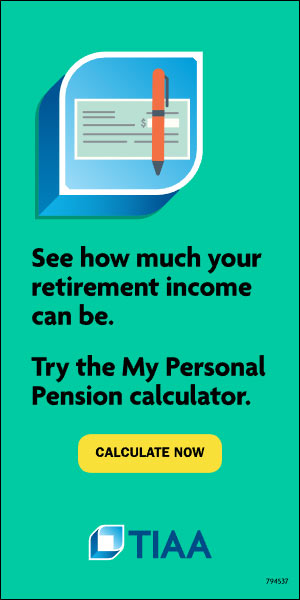 $
See how much your
retirement income
can be.
Try the My Personal
Pension calculator.
CALCULATE NOW
TIAA
794537